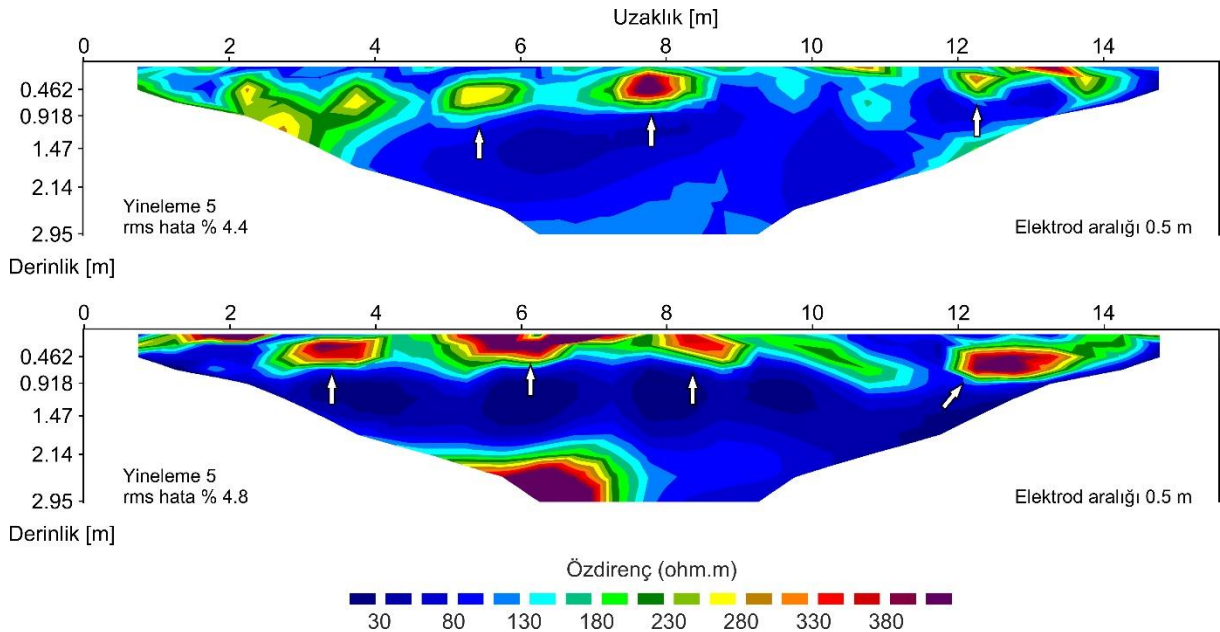 Uzaklık [m]
0 2 4 6 8 10 12 14
0.462
0.918
1.47
2.14
2.95
Yineleme 5
rms hata % 4.4
Elektrod aralığı 0.5 m
Derinlik [m]
0 2 4 6 8 10 12 14
0.462
0.918
1.47
2.14
2.95
Yineleme 5
rms hata % 4.8
Elektrod aralığı 0.5 m
Derinlik [m]
Özdirenç (ohm.m)
30 80 130 180 230 280 330 380